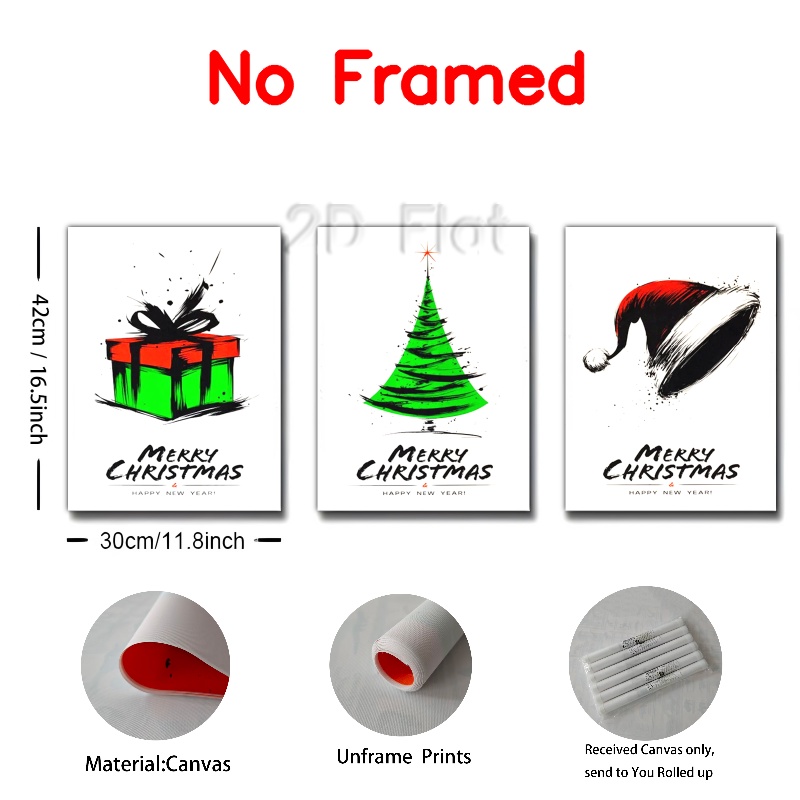 No Framed
2D Flat
42cm / 16.5inch
MERRY
CHRISTMAS
&
HAPPY NEW YEAR!
MERRY
CHRISTMAS
&
HAPPY NEW YEAR!
MERRY
CHRISTMAS
&
HAPPY NEW YEAR!
30cm/11.8inch
Material:Canvas
Unframe Prints
Received Canvas only,
send to You Rolled up